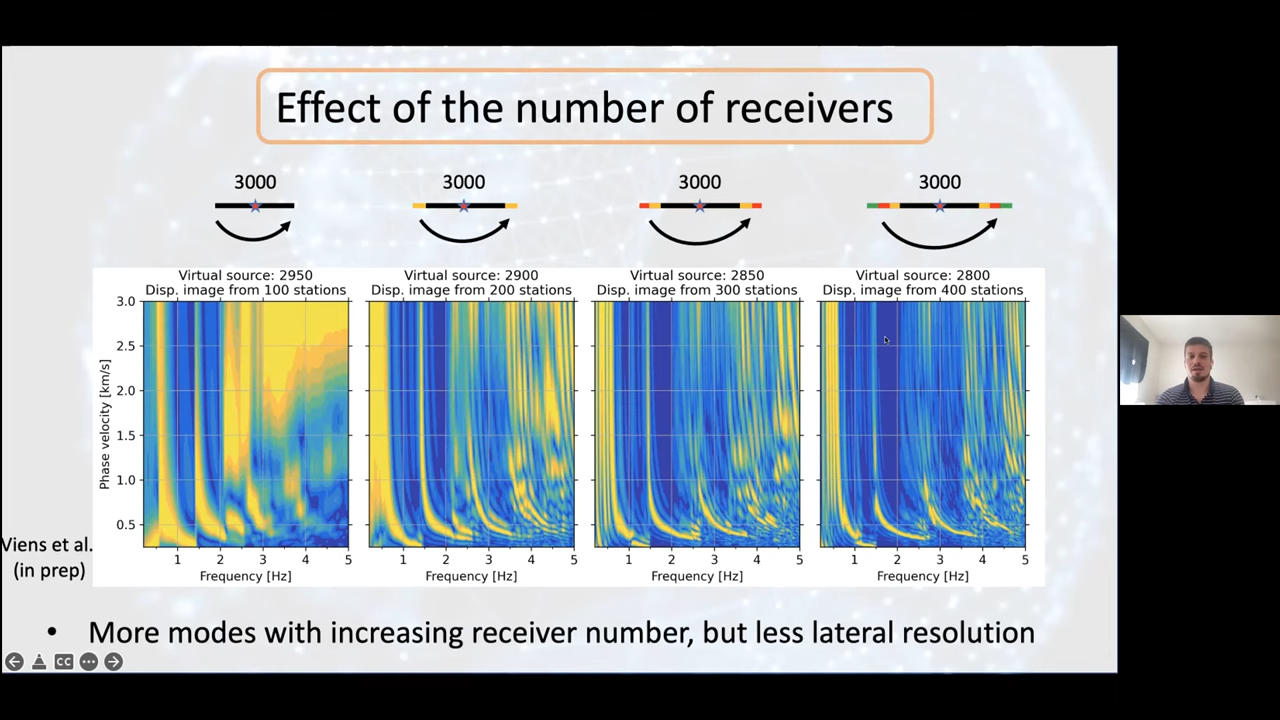 Effect of the number of receivers
3000 3000 3000 3000
Virtual source: 2950
Disp. image from 100 stations
Virtual source: 2900
Disp. image from 200 stations
Virtual source: 2850
Disp. image from 300 stations
Virtual source: 2800
Disp. image from 400 stations
Phase velocity [km/s]
3.0
2.5
2.0
1.5
1.0
0.5
1 2 3 4 5
Frequency [Hz]
1 2 3 4 5
Frequency [Hz]
1 2 3 4 5
Frequency [Hz]
1 2 3 4 5
Frequency [Hz]
Viens et al.
(in prep)
• More modes with increasing receiver number, but less lateral resolution
CC